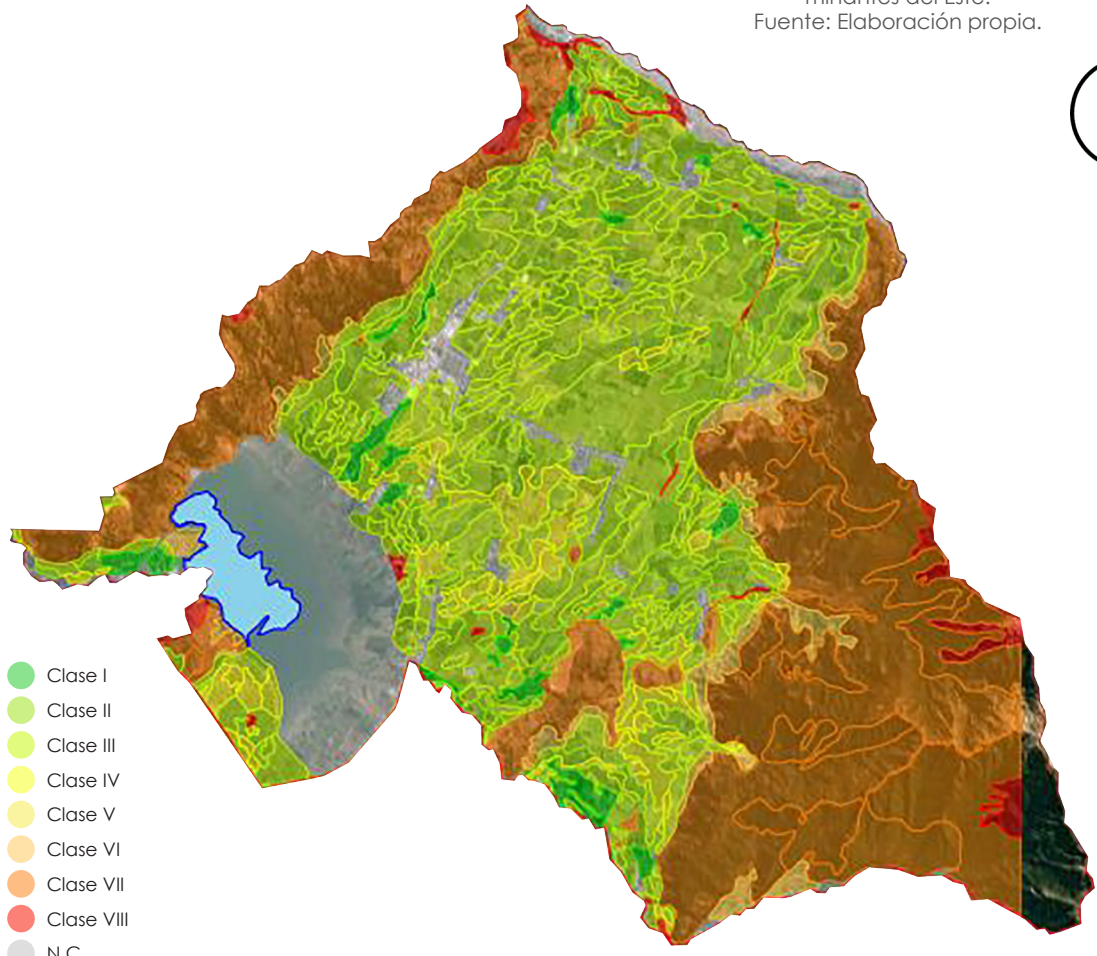 Fuente: Elaboración propia.
Clase I
Clase II
Clase III
Clase IV
Clase V
Clase VI
Clase VII
Clase VIII
N.C.